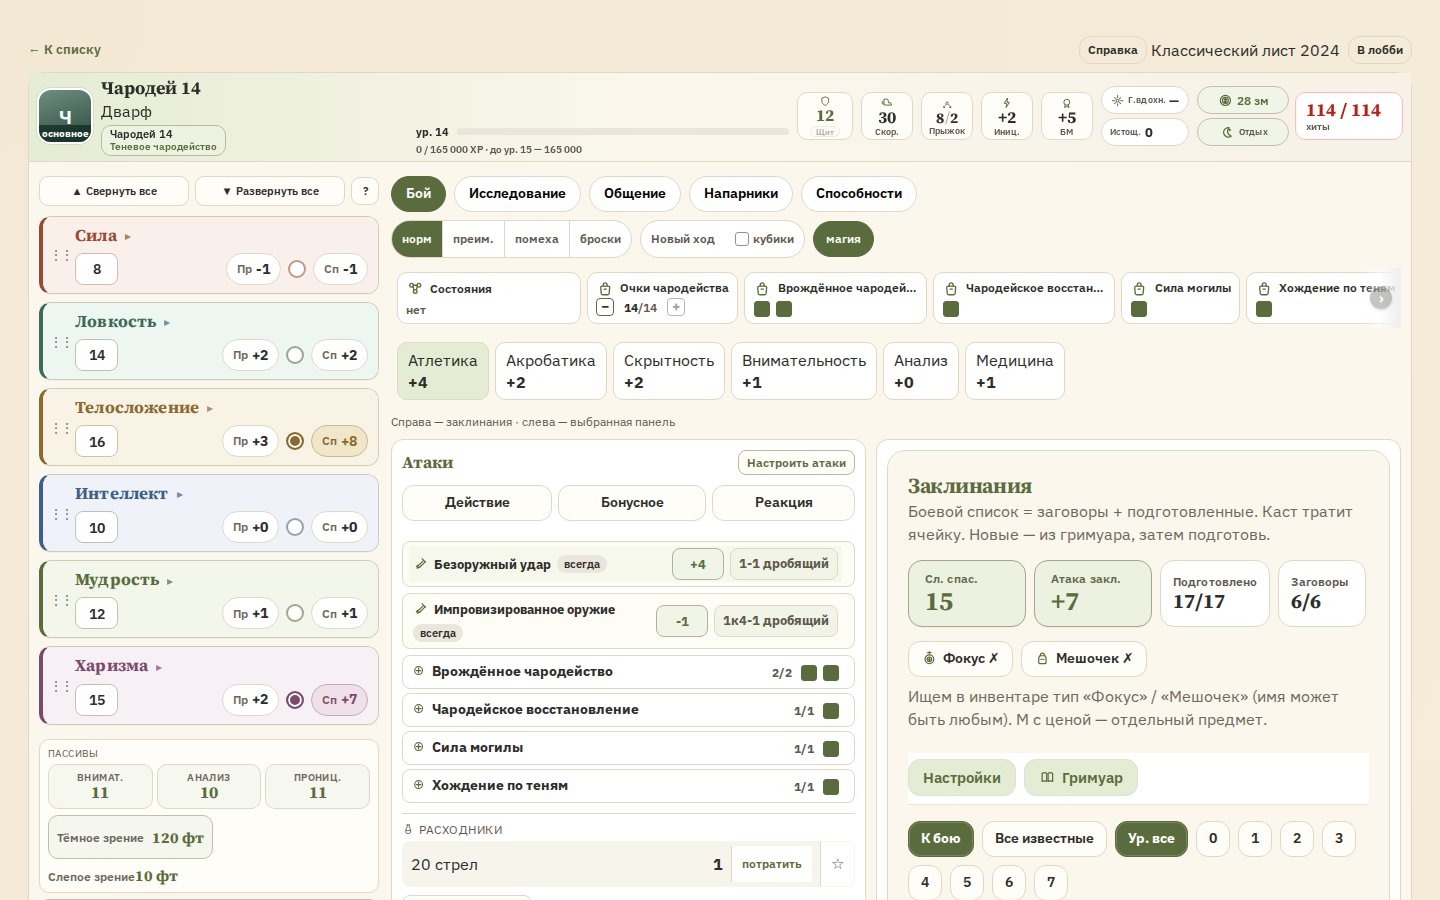 ← К списку
Справка Классический лист 2024 В лобби
Ч
основное
Чародей 14
Дварф
Чародей 14
Теневое чародейство
ур. 14
0 / 165 000 XP · до ур. 15 — 165 000
12
Щит
30
Скор.
8/2
Прыжок
+2
Иниц.
+5
БМ
Г.вдохн. —
Истощ. 0
28 зм
Отдых
114 / 114
хиты
▲ Свернуть все
▼ Развернуть все
?
Сила ▸
8 Пр -1 Сп -1
Ловкость ▸
14 Пр +2 Сп +2
Телосложение ▸
16 Пр +3 Сп +8
Интеллект ▸
10 Пр +0 Сп +0
Мудрость ▸
12 Пр +1 Сп +1
Харизма ▸
15 Пр +2 Сп +7
ПАССИВЫ
ВНИМАТ. АНАЛИЗ ПРОНИЦ.
11 10 11
Тёмное зрение 120 фт
Слепое зрение10 фт
Бой Исследование Общение Напарники Способности
норм преим. помеха броски Новый ход кубики магия
Состояния
нет
Очки чародейства
− 14/14 +
Врождённое чародей...
Чародейское восстан...
Сила могилы
Хождение по теням
›
Атлетика Акробатика Скрытность Внимательность Анализ Медицина
+4 +2 +2 +1 +0 +1
Справа — заклинания · слева — выбранная панель
Атаки Настроить атаки
Действие Бонусное Реакция
Безоружный удар всегда +4 1-1 дробящий
Импровизированное оружие
всегда
-1 1к4-1 дробящий
Врождённое чародейство 2/2
Чародейское восстановление 1/1
Сила могилы 1/1
Хождение по теням 1/1
РАСХОДНИКИ
20 стрел 1 потратить ☆
Заклинания
Боевой список = заговоры + подготовленные. Каст тратит
ячейку. Новые — из гримуара, затем подготовь.
Сл. спас.
15
Атака закл.
+7
Подготовлено
17/17
Заговоры
6/6
Фокус ✗ Мешочек ✗
Ищем в инвентаре тип «Фокус» / «Мешочек» (имя может
быть любым). М с ценой — отдельный предмет.
Настройки Гримуар
К бою Все известные Ур. все 0 1 2 3
4 5 6 7